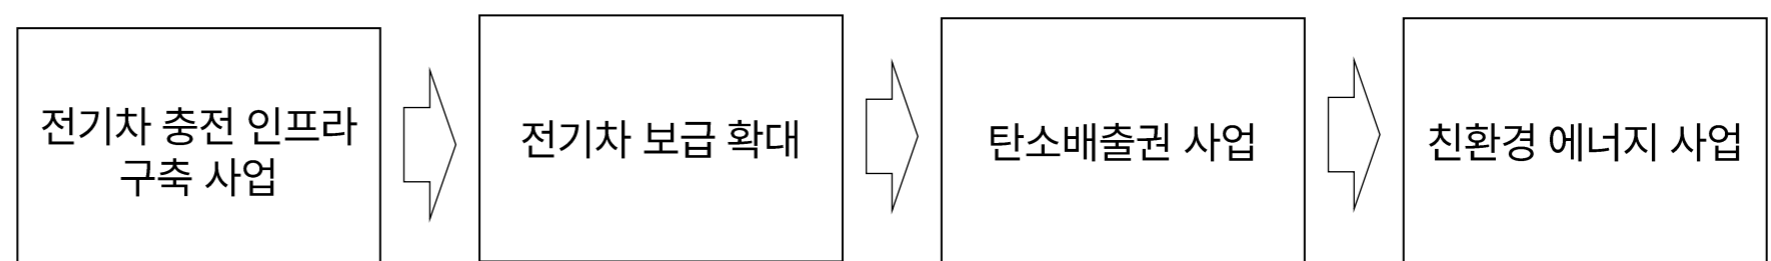 전기차 충전 인프라
구축 사업
전기차 보급 확대
탄소배출권 사업
친환경 에너지 사업